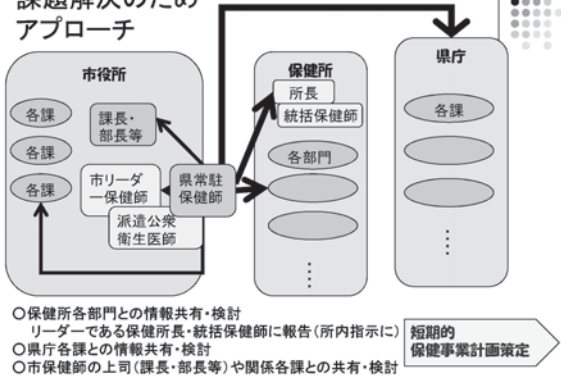 課題解決のため
アプローチ
市役所
各課
各課
各課
課長・
部長等
市リーダ
ー保健師
県常駐
保健師
派遣公衆
衛生医師
保健所
所長
統括保健師
各部門
⋮
県庁
各課
⋮
○保健所各部門との情報共有・検討
リーダーである保健所長・統括保健師に報告(所内指示に)
○県庁各課との情報共有・検討
○市保健師の上司(課長・部長等)や関係各課との共有・検討
短期的
保健事業計画策定